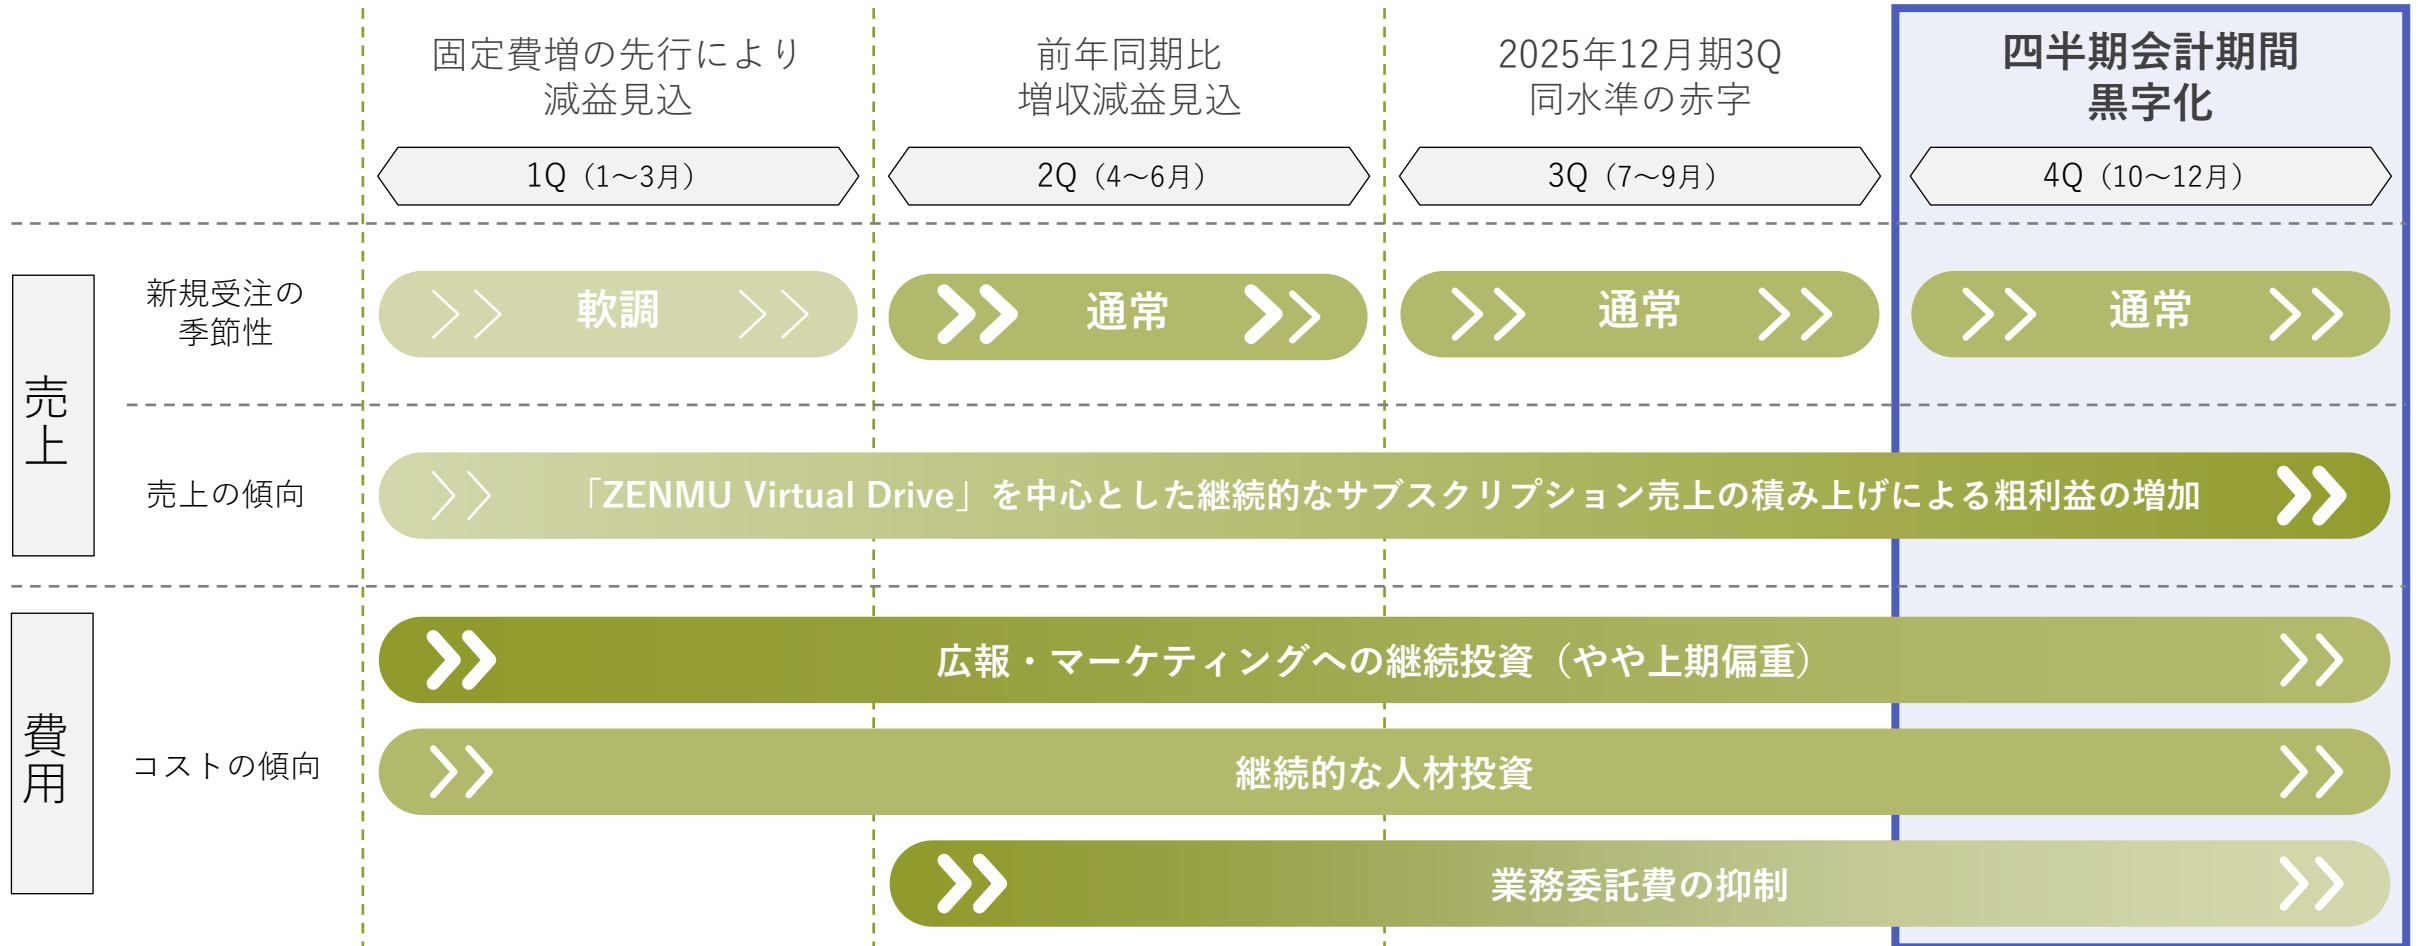 固定費増の先行により
減益見込
前年同期比
増収減益見込
2025年12月期3Q
同水準の赤字
四半期会計期間
黒字化
1Q（1～3月）
2Q（4～6月）
3Q（7～9月）
4Q（10～12月）
売上
新規受注の
季節性
軟調
通常
通常
通常
売上の傾向
「ZENMU Virtual Drive」を中心とした継続的なサブスクリプション売上の積み上げによる粗利益の増加
費用
コストの傾向
広報・マーケティングへの継続投資（やや上期偏重）
継続的な人材投資
業務委託費の抑制